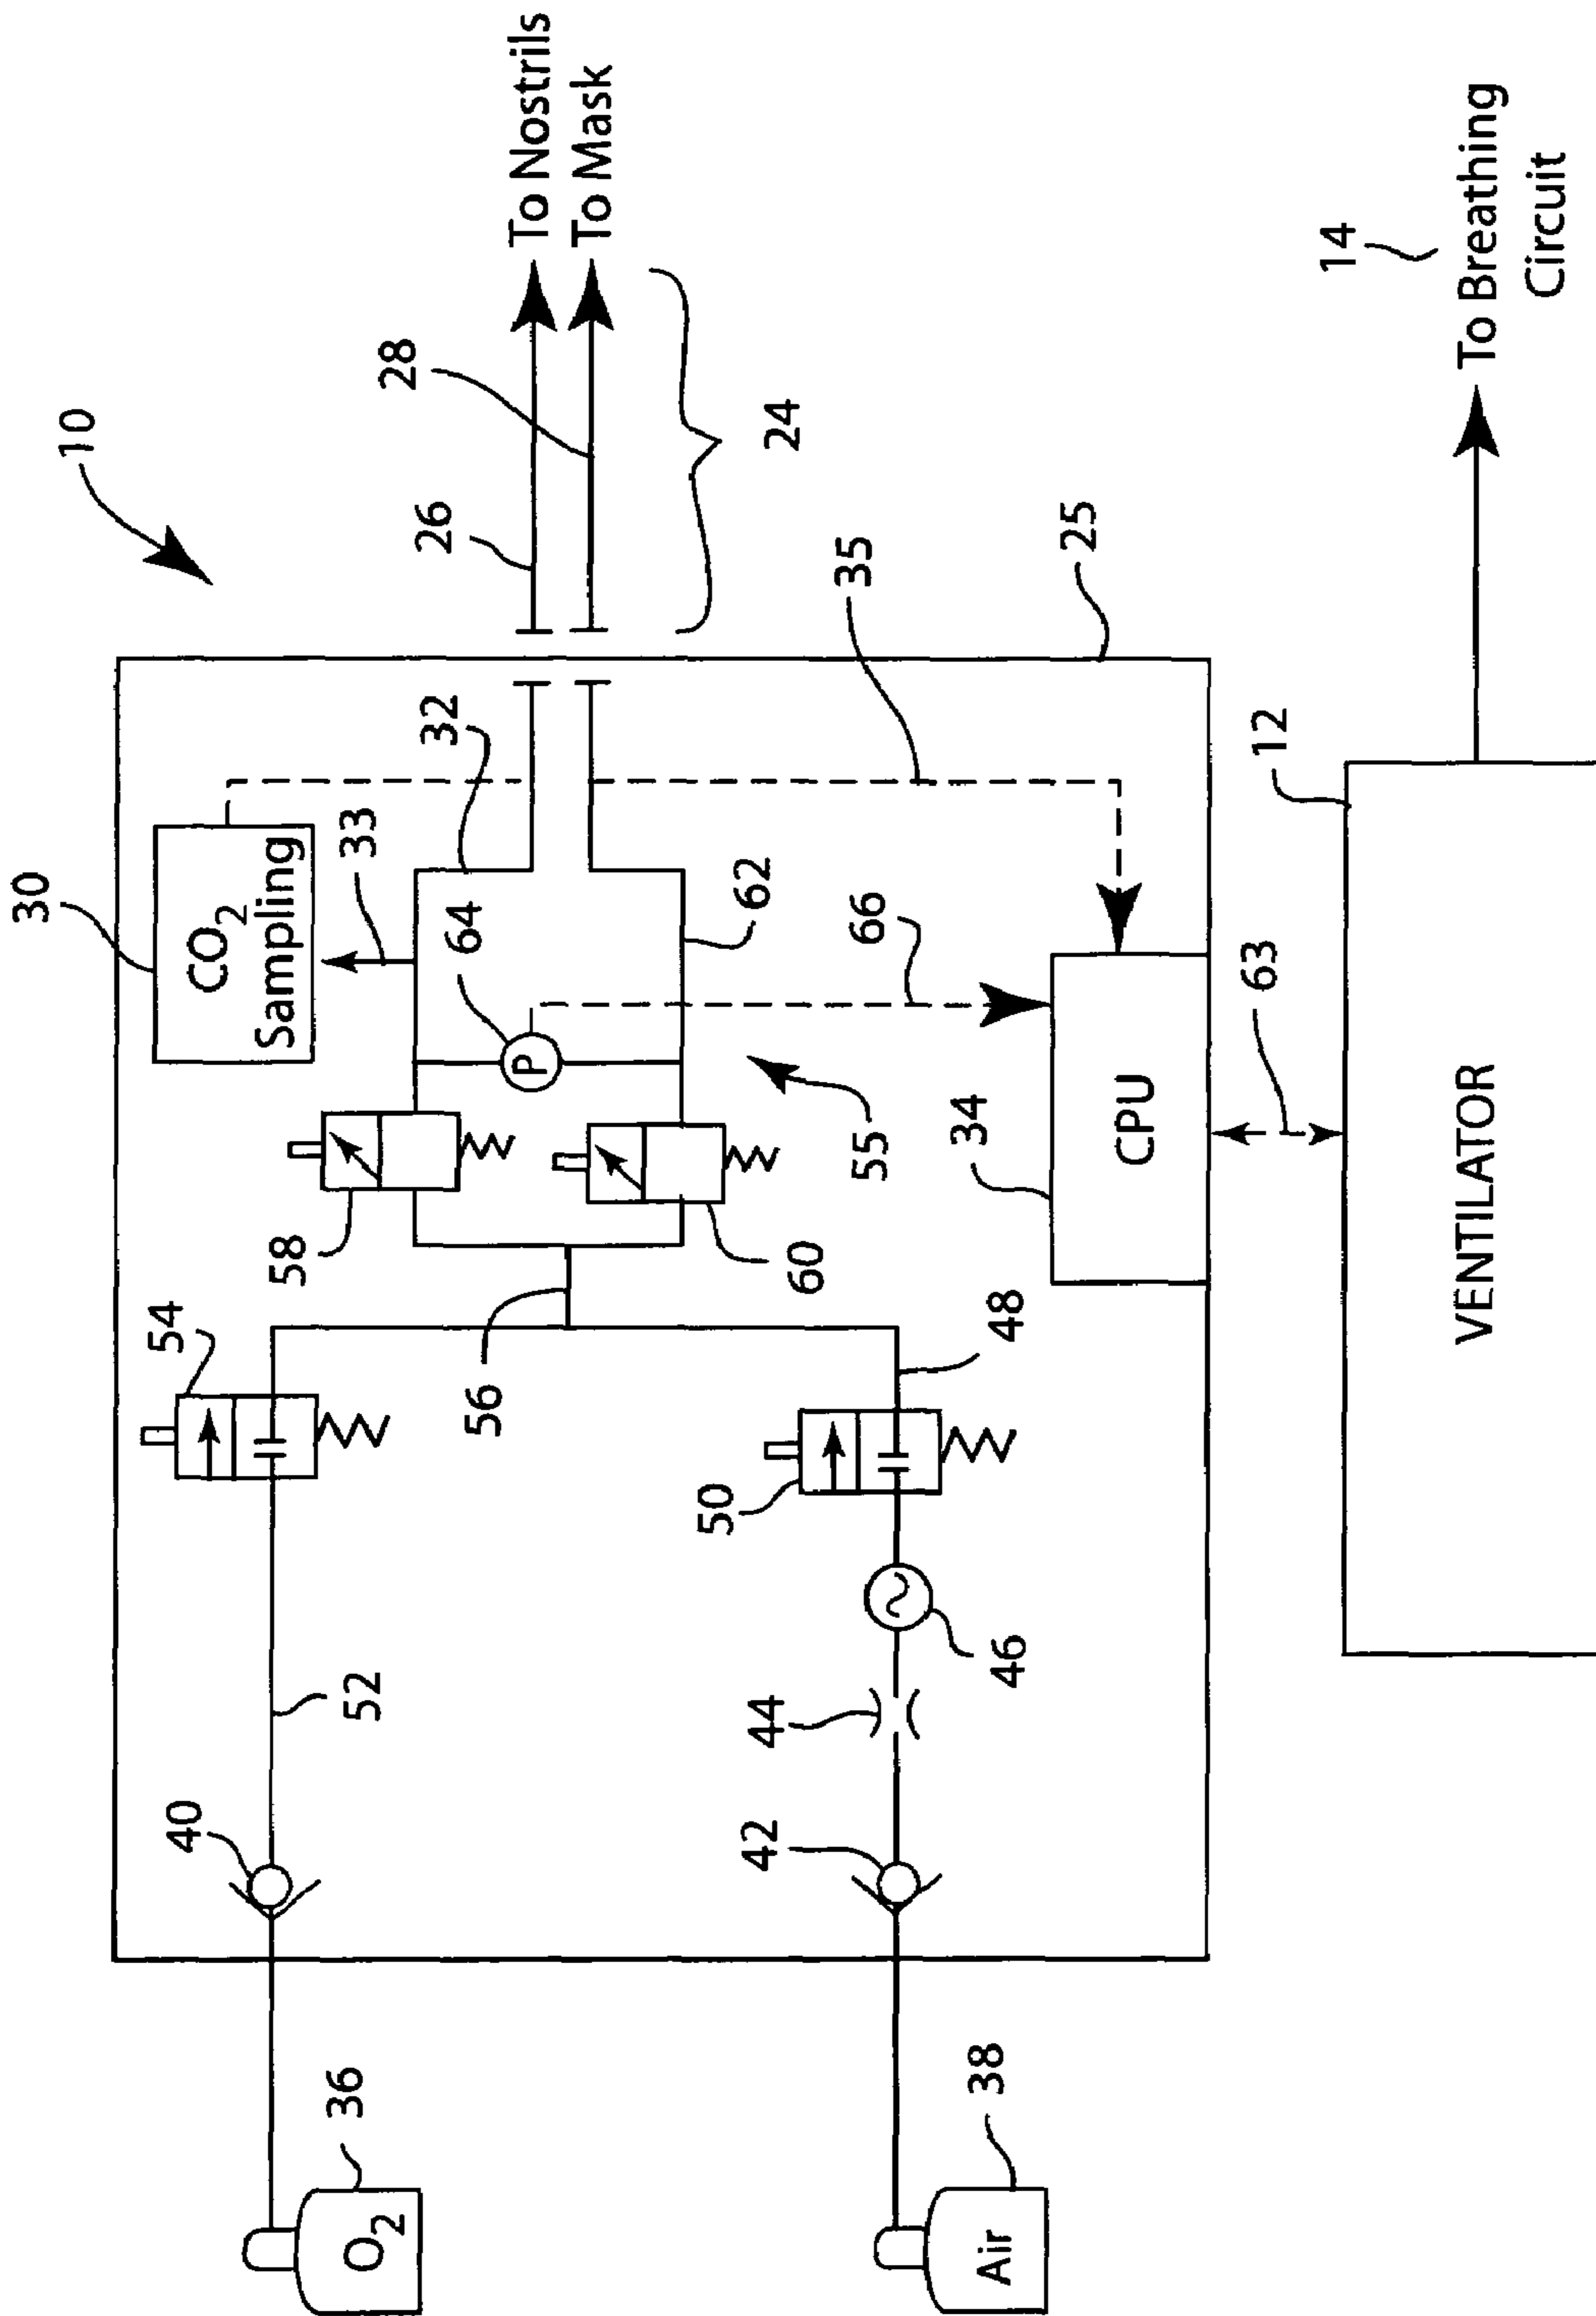 10
30
CO2
Sampling
33
32
26
28
To Nostrils
To Mask
24
54
58
64
P
62
40
52
56
60
55
66
35
25
36
O2
42
44
46
50
48
34
CPU
38
Air
63
12
VENTILATOR
14
To Breathing
Circuit